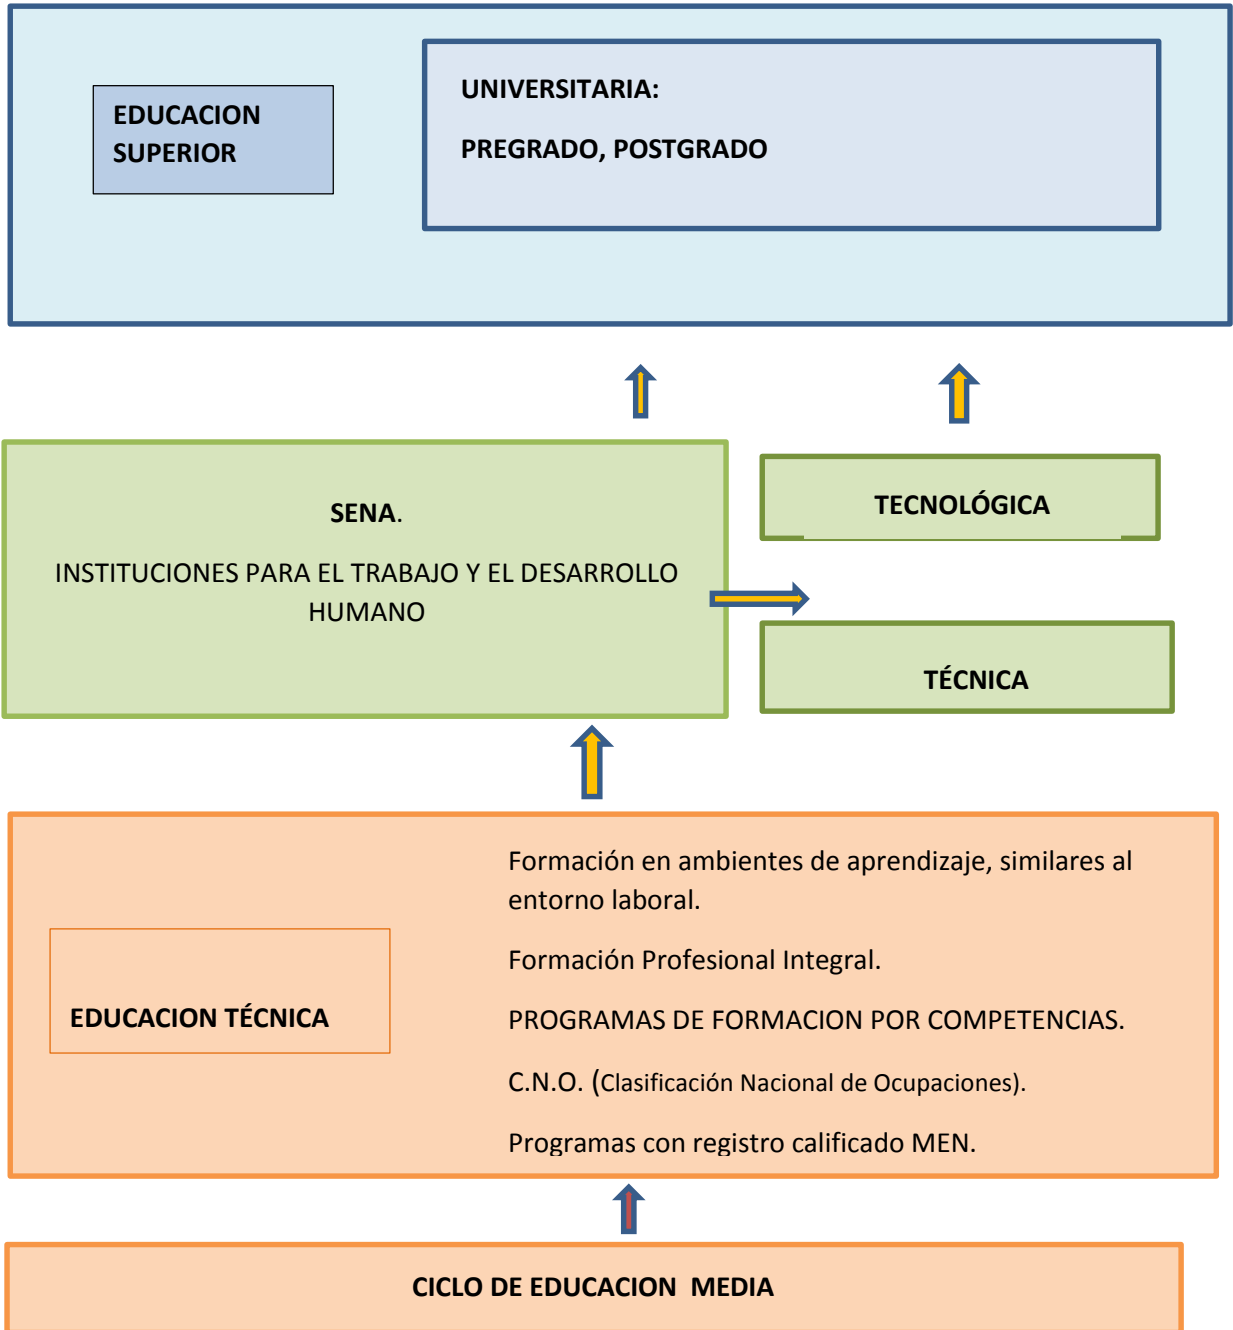 EDUCACION
SUPERIOR
UNIVERSITARIA:
PREGRADO, POSTGRADO
SENA.
INSTITUCIONES PARA EL TRABAJO Y EL DESARROLLO
HUMANO
TECNOLÓGICA
TÉCNICA
EDUCACION TÉCNICA
Formación en ambientes de aprendizaje, similares al
entorno laboral.
Formación Profesional Integral.
PROGRAMAS DE FORMACION POR COMPETENCIAS.
C.N.O. (Clasificación Nacional de Ocupaciones).
Programas con registro calificado MEN.
CICLO DE EDUCACION  MEDIA